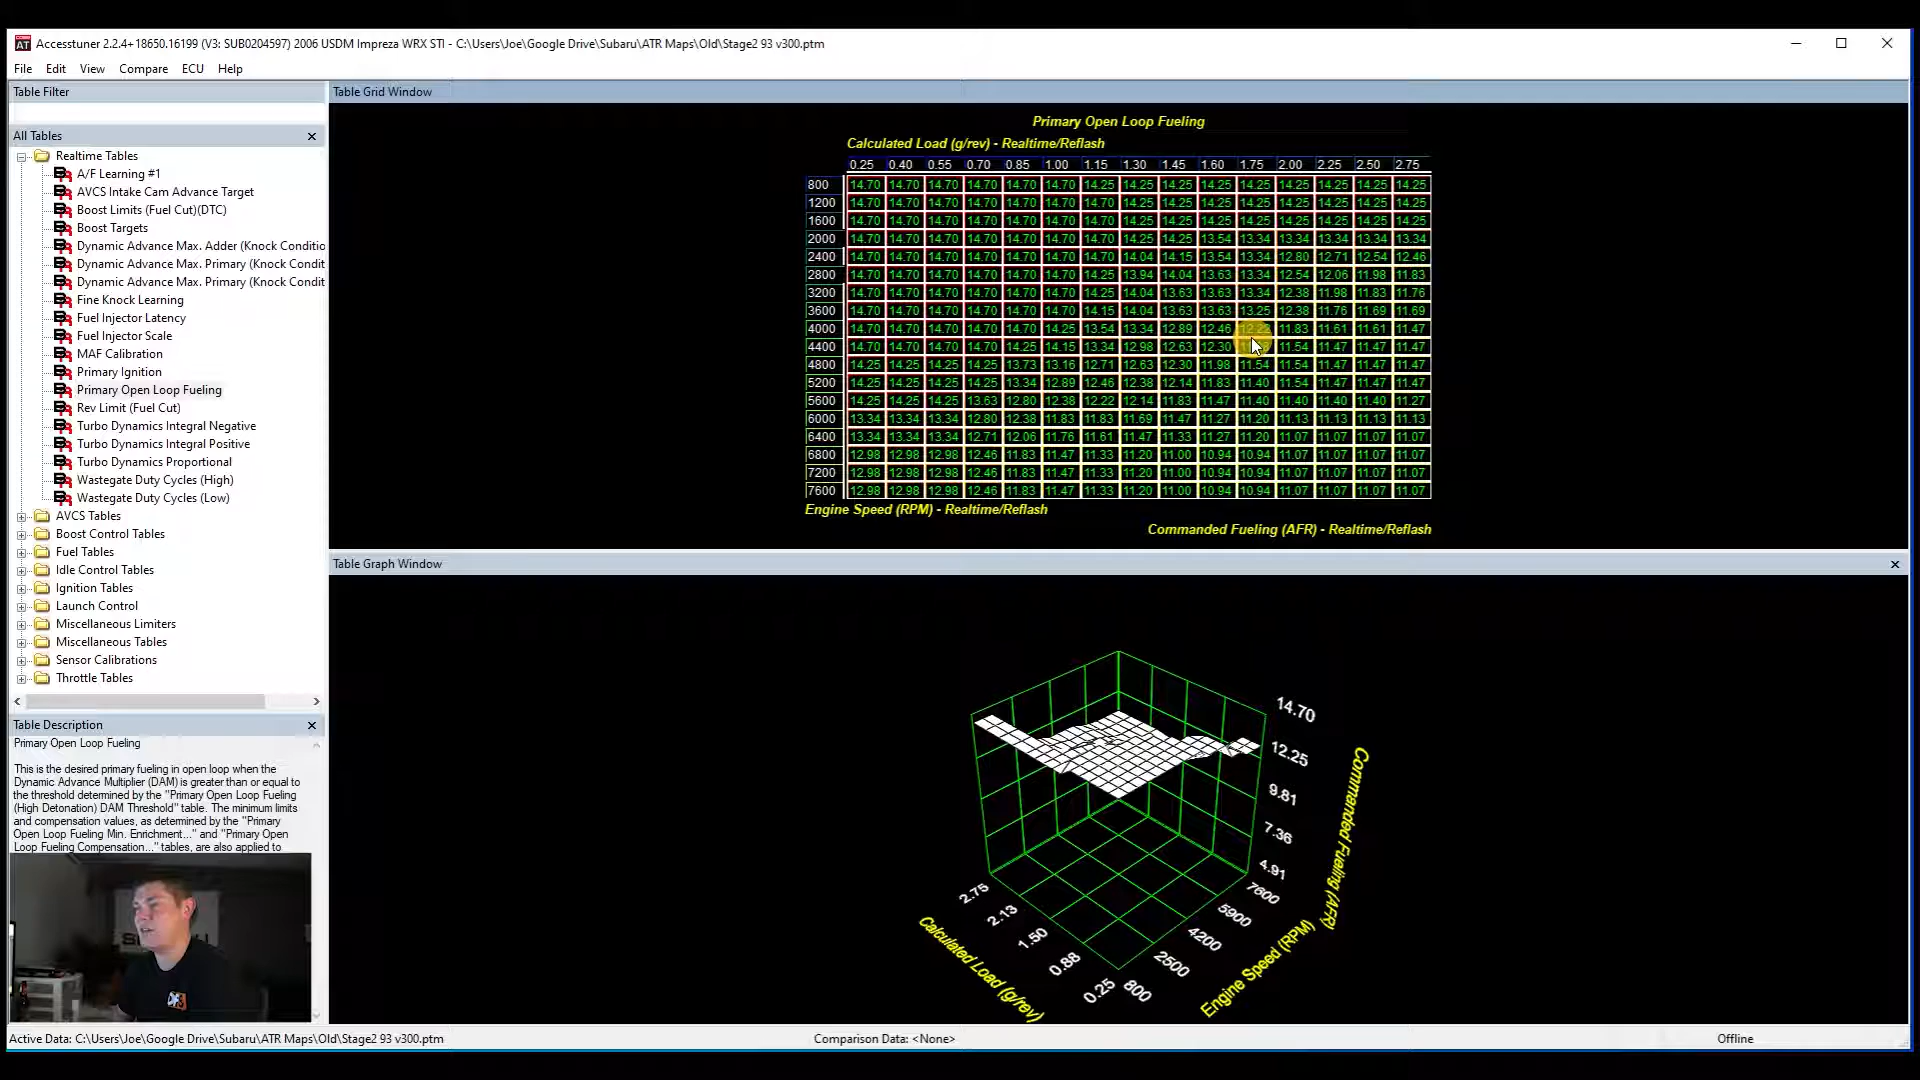 Accesstuner 2.2.4+18650.16199 (V3: SUB0204597) 2006 USDM Impreza WRX STI - C:\Users\Joe\Google Drive\Subaru\ATR Maps\Old\Stage2 93 v300.ptm
File Edit View Compare ECU Help
Table Filter
All Tables
Realtime Tables
A/F Learning #1
AVCS Intake Cam Advance Target
Boost Limits (Fuel Cut)(DTC)
Boost Targets
Dynamic Advance Max. Adder (Knock Conditio
Dynamic Advance Max. Primary (Knock Condit
Dynamic Advance Max. Primary (Knock Condit
Fine Knock Learning
Fuel Injector Latency
Fuel Injector Scale
MAF Calibration
Primary Ignition
Primary Open Loop Fueling
Rev Limit (Fuel Cut)
Turbo Dynamics Integral Negative
Turbo Dynamics Integral Positive
Turbo Dynamics Proportional
Wastegate Duty Cycles (High)
Wastegate Duty Cycles (Low)
AVCS Tables
Boost Control Tables
Fuel Tables
Idle Control Tables
Ignition Tables
Launch Control
Miscellaneous Limiters
Miscellaneous Tables
Sensor Calibrations
Throttle Tables
Table Description
Primary Open Loop Fueling
This is the desired primary fueling in open loop when the
Dynamic Advance Multiplier (DAM) is greater than or equal to
the threshold determined by the "Primary Open Loop Fueling
(High Detonation) DAM Threshold" table. The minimum limits
and compensation values, as determined by the "Primary
Open Loop Fueling Min. Enrichment..." and "Primary Open
Loop Fueling Compensation..." tables, are also applied to
Table Grid Window
Primary Open Loop Fueling
Calculated Load (g/rev) - Realtime/Reflash
0.25 0.40 0.55 0.70 0.85 1.00 1.15 1.30 1.45 1.60 1.75 2.00 2.25 2.50 2.75
800 14.70 14.70 14.70 14.70 14.70 14.70 14.25 14.25 14.25 14.25 14.25 14.25 14.25 14.25 14.25
1200 14.70 14.70 14.70 14.70 14.70 14.70 14.70 14.25 14.25 14.25 14.25 14.25 14.25 14.25 14.25
1600 14.70 14.70 14.70 14.70 14.70 14.70 14.70 14.25 14.25 14.25 14.25 14.25 14.25 14.25 14.25
2000 14.70 14.70 14.70 14.70 14.70 14.70 14.70 14.25 14.25 13.54 13.34 13.34 13.34 13.34 13.34
2400 14.70 14.70 14.70 14.70 14.70 14.70 14.70 14.04 14.15 13.54 13.34 12.80 12.71 12.54 12.46
2800 14.70 14.70 14.70 14.70 14.70 14.70 14.25 13.94 14.04 13.63 13.34 12.54 12.06 11.98 11.83
3200 14.70 14.70 14.70 14.70 14.70 14.70 14.25 14.04 13.63 13.63 13.34 12.38 11.98 11.83 11.76
3600 14.70 14.70 14.70 14.70 14.70 14.70 14.15 14.04 13.63 13.63 13.25 12.38 11.76 11.69 11.69
4000 14.70 14.70 14.70 14.70 14.70 14.25 13.54 13.34 12.89 12.46 11.83 11.61 11.61 11.47
4400 14.70 14.70 14.70 14.70 14.25 14.15 13.34 12.98 12.63 12.30 11.54 11.47 11.47 11.47
4800 14.25 14.25 14.25 14.25 13.73 13.16 12.71 12.63 12.30 11.98 11.54 11.54 11.47 11.47 11.47
5200 14.25 14.25 14.25 14.25 13.34 12.89 12.46 12.38 12.14 11.83 11.40 11.54 11.47 11.47 11.47
5600 14.25 14.25 14.25 13.63 12.80 12.38 12.22 12.14 11.83 11.47 11.40 11.40 11.40 11.40 11.27
6000 13.34 13.34 13.34 12.80 12.38 11.83 11.83 11.69 11.47 11.27 11.20 11.13 11.13 11.13 11.13
6400 13.34 13.34 13.34 12.71 12.06 11.76 11.61 11.47 11.33 11.27 11.20 11.07 11.07 11.07 11.07
6800 12.98 12.98 12.98 12.46 11.83 11.47 11.33 11.20 11.00 10.94 10.94 11.07 11.07 11.07 11.07
7200 12.98 12.98 12.98 12.46 11.83 11.47 11.33 11.20 11.00 10.94 10.94 11.07 11.07 11.07 11.07
7600 12.98 12.98 12.98 12.46 11.83 11.47 11.33 11.20 11.00 10.94 10.94 11.07 11.07 11.07 11.07
Engine Speed (RPM) - Realtime/Reflash
Commanded Fueling (AFR) - Realtime/Reflash
Table Graph Window
14.70
12.25
9.81
7.36
4.91
Commanded Fueling (AFR)
7600
5900
4200
2500
800
Engine Speed (RPM)
2.75
2.13
1.50
0.88
0.25
Calculated Load (g/rev)
Active Data: C:\Users\Joe\Google Drive\Subaru\ATR Maps\Old\Stage2 93 v300.ptm
Comparison Data: <None>
Offline